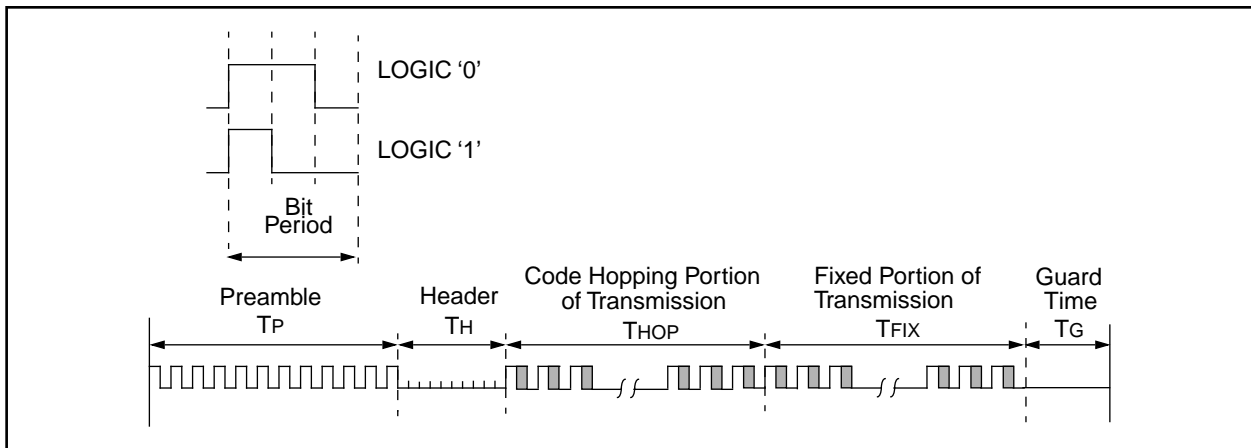 LOGIC ‘0’
LOGIC ‘1’
Bit
Period
Preamble
TP
Header
TH
Code Hopping Portion
of Transmission
THOP
Fixed Portion of
Transmission
TFIX
Guard
Time
TG